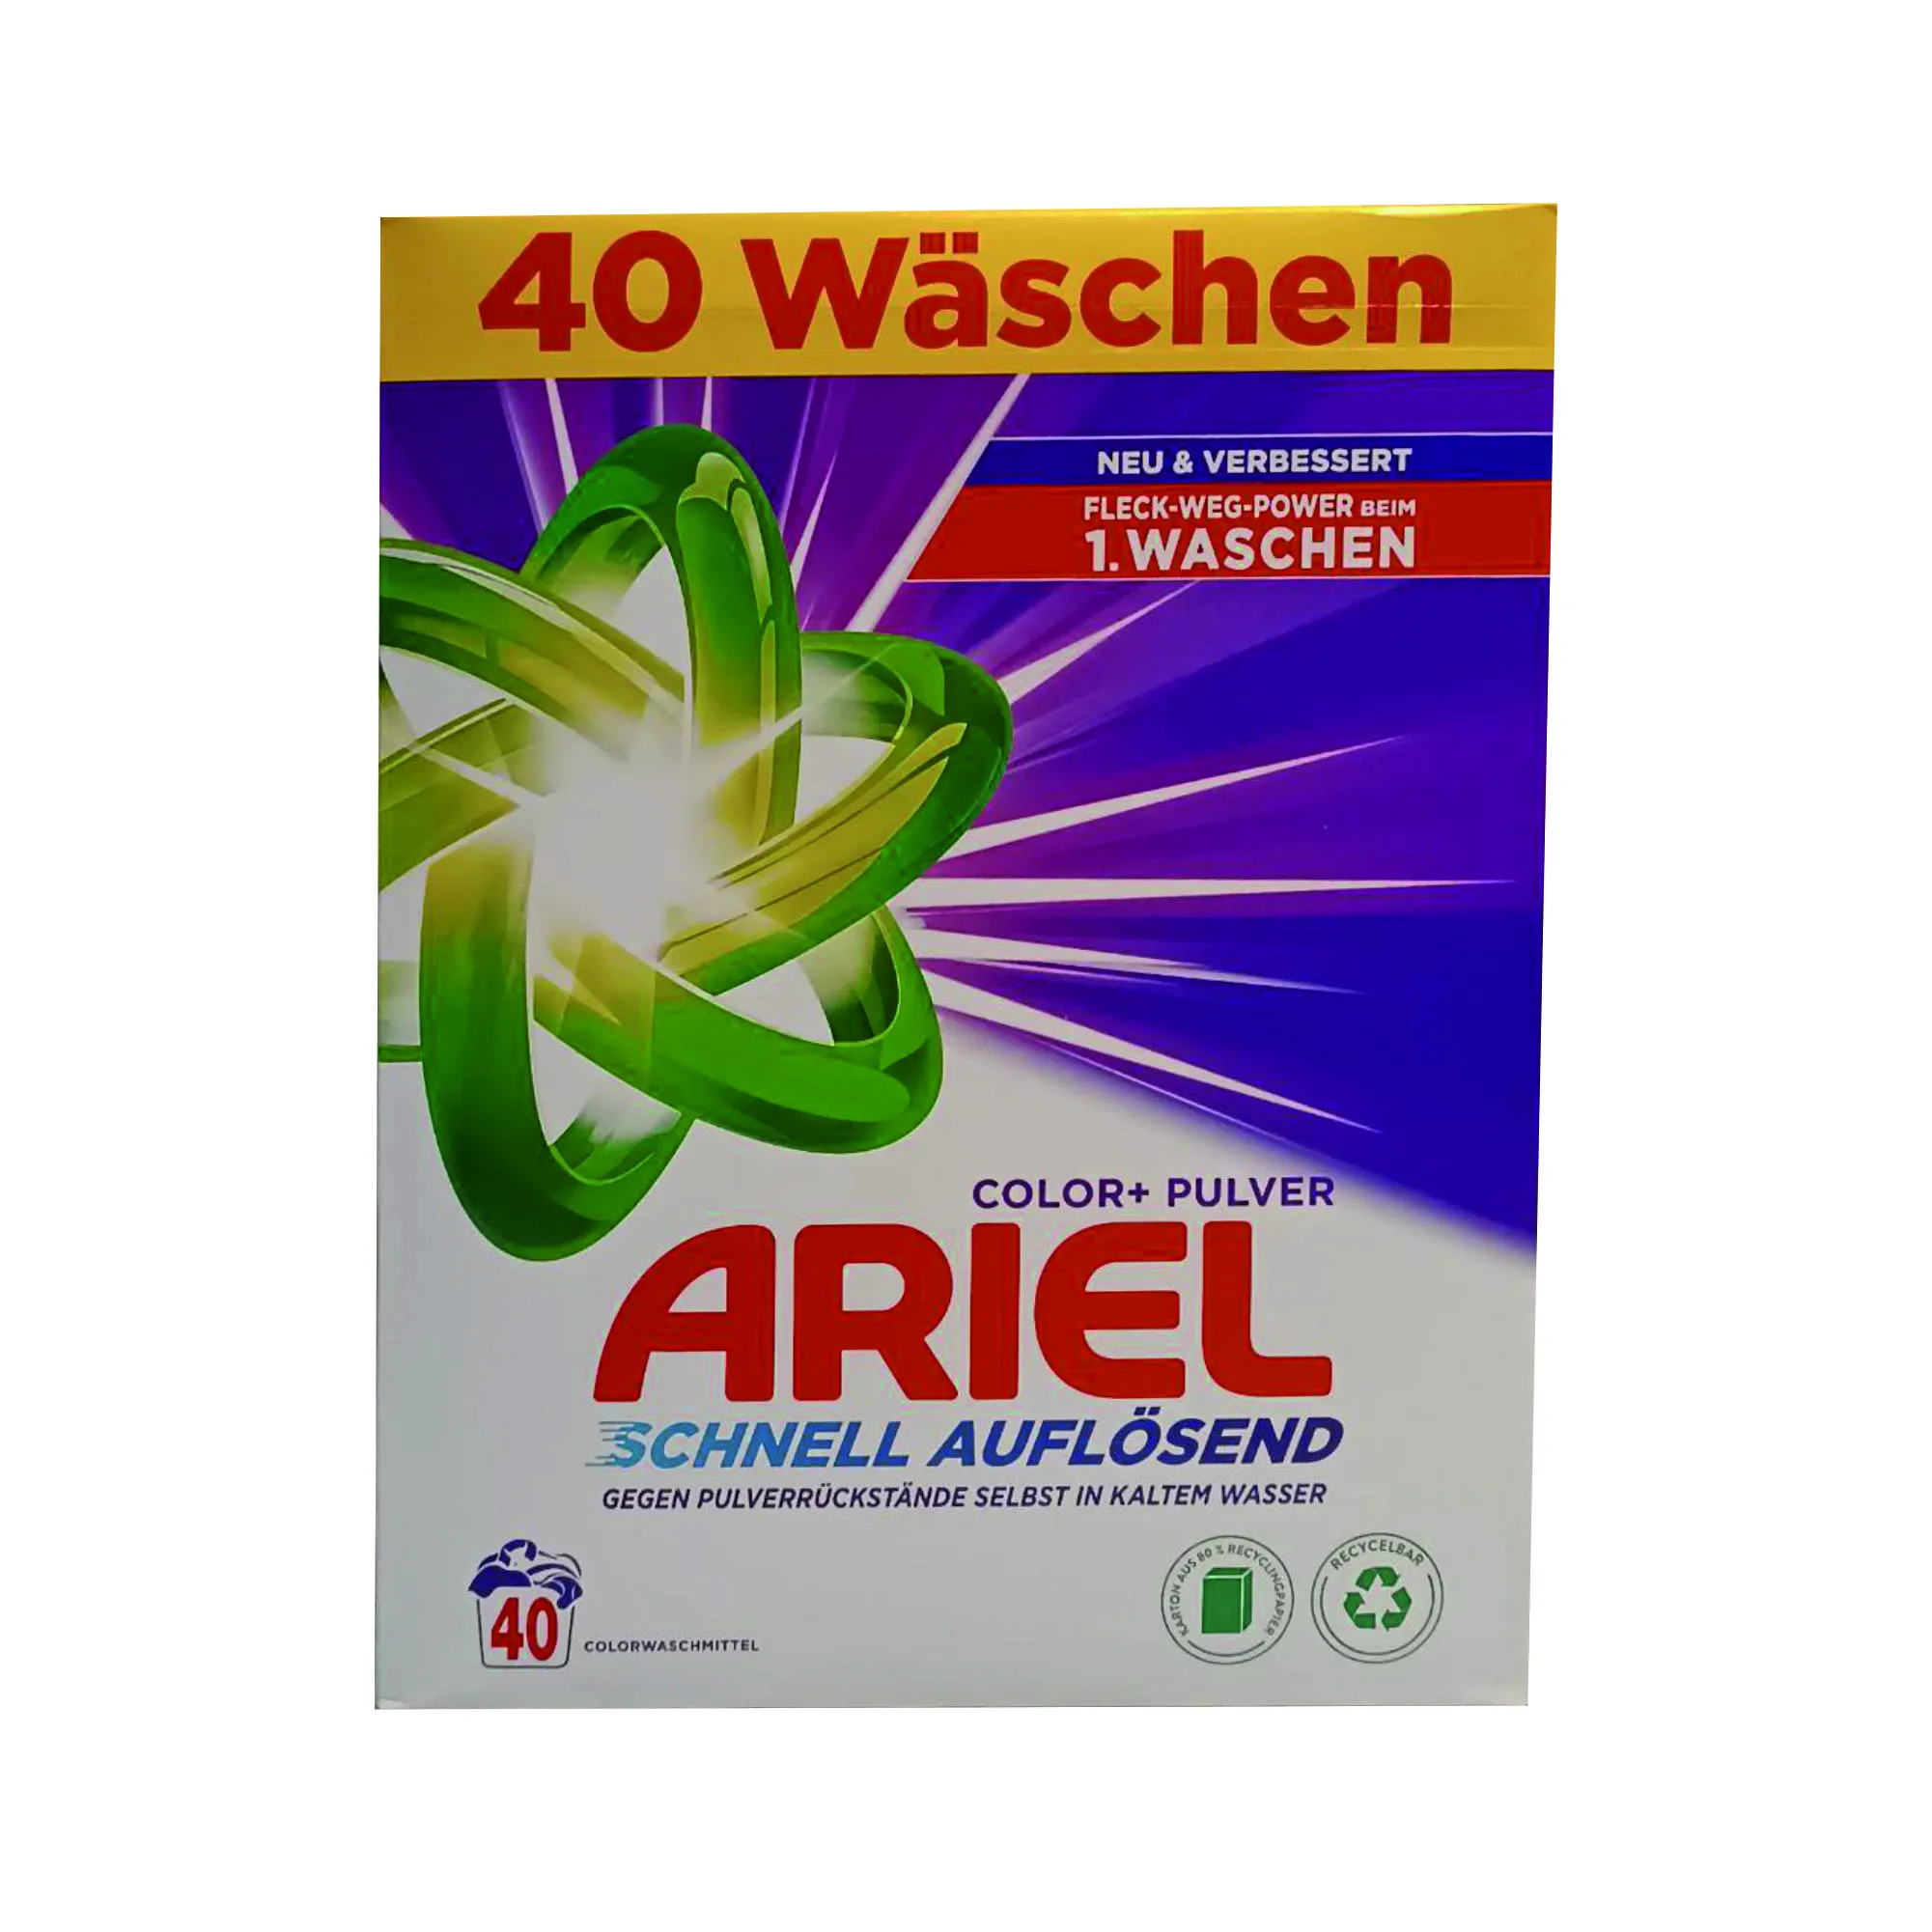 40 Wäschen
NEU & VERBESSERT
FLECK-WEG-POWER BEIM
1. WASCHEN
COLOR+ PULVER
ARIEL
SCHNELL AUFLÖSEND
GEGEN PULVERRÜCKSTÄNDE SELBST IN KALTEM WASSER
40
COLORWASCHMITTEL
KARTON AUS 80 % RECYCLINGPAPIER
RECYCELBAR